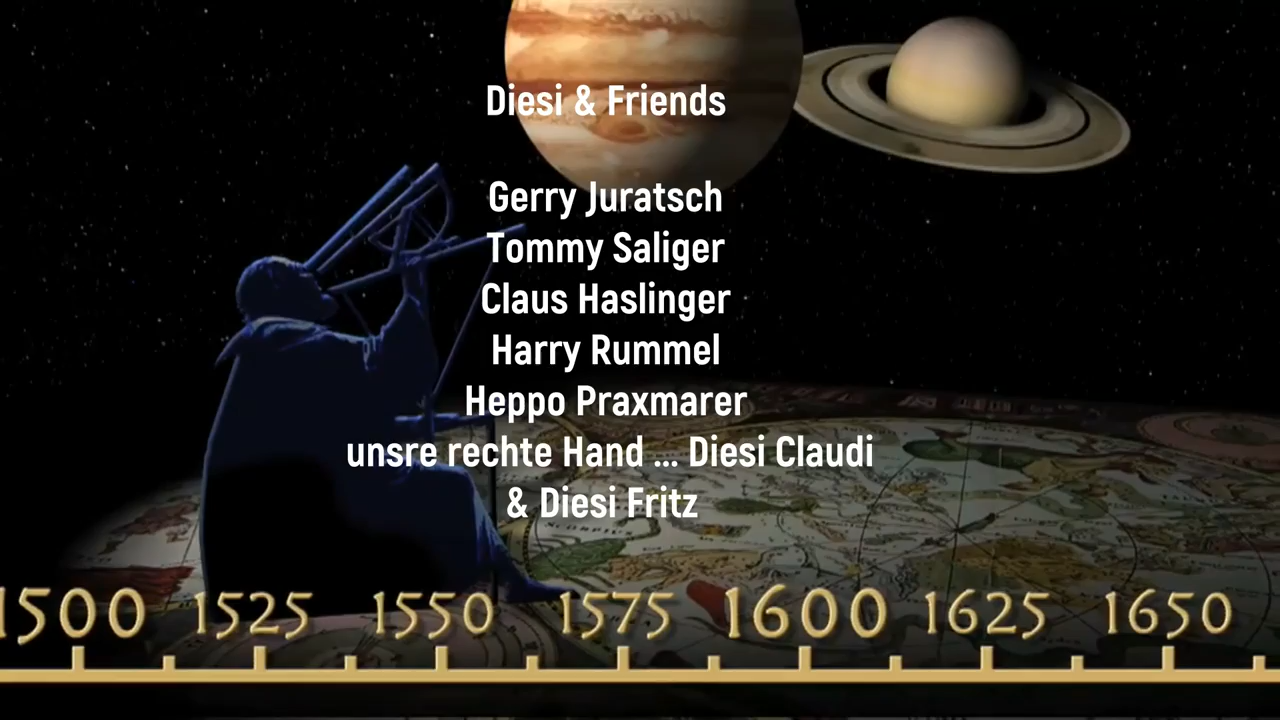 Diesi & Friends
Gerry Juratsch
Tommy Saliger
Claus Haslinger
Harry Rummel
Heppo Praxmarer
unsre rechte Hand ... Diesi Claudi
& Diesi Fritz
1500 1525 1550 1575 1600 1625 1650